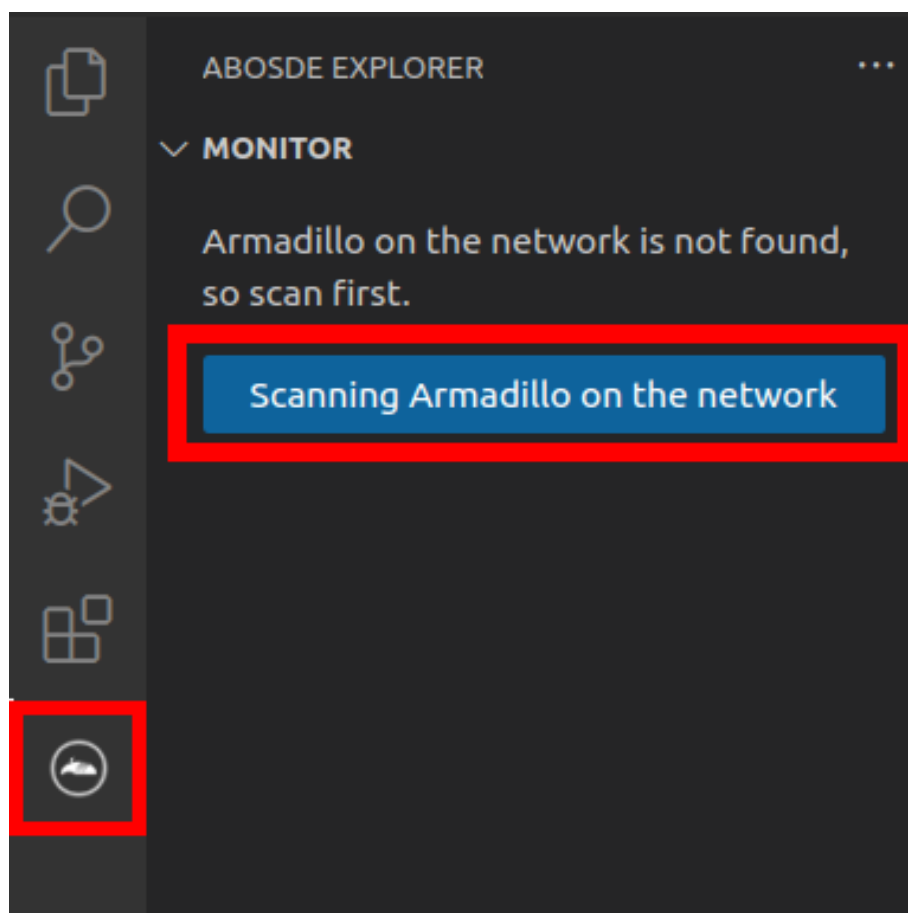 ABOSDE EXPLORER
MONITOR
Armadillo on the network is not found,
so scan first.
Scanning Armadillo on the network